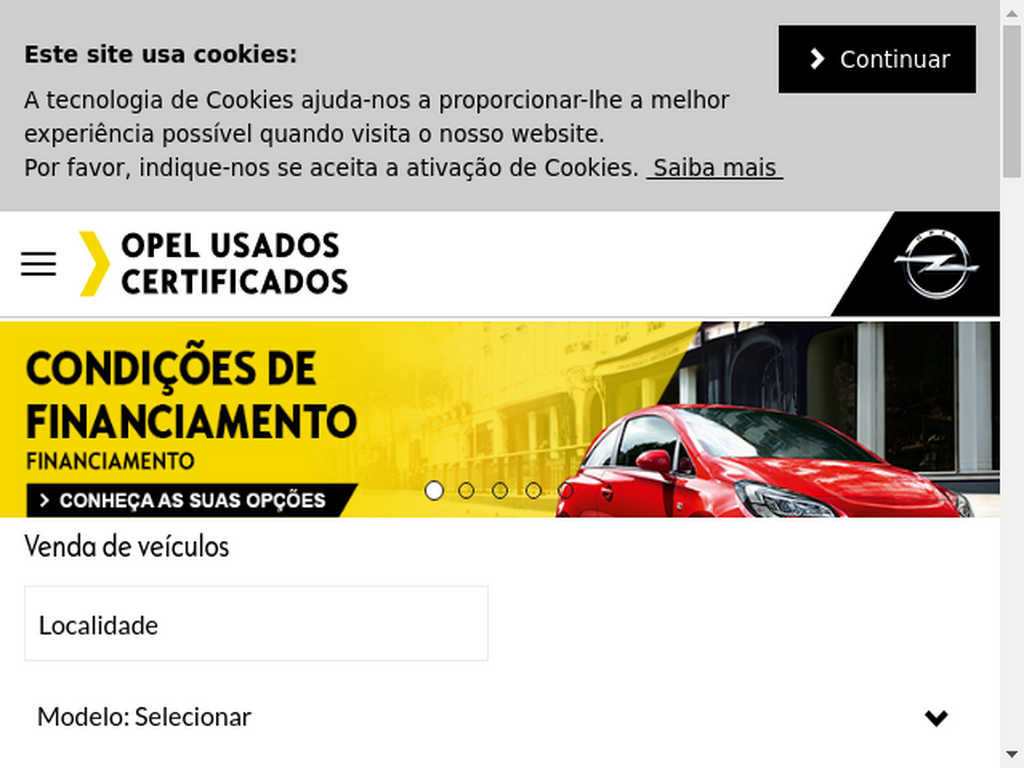 Este site usa cookies:
Continuar
A tecnologia de Cookies ajuda-nos a proporcionar-lhe a melhor
experiência possível quando visita o nosso website.
Por favor, indique-nos se aceita a ativação de Cookies. Saiba mais
OPEL USADOS
CERTIFICADOS
OPEL
CONDIÇÕES DE
FINANCIAMENTO
FINANCIAMENTO
CONHEÇA AS SUAS OPÇÕES
Venda de veículos
Localidade
Modelo: Selecionar